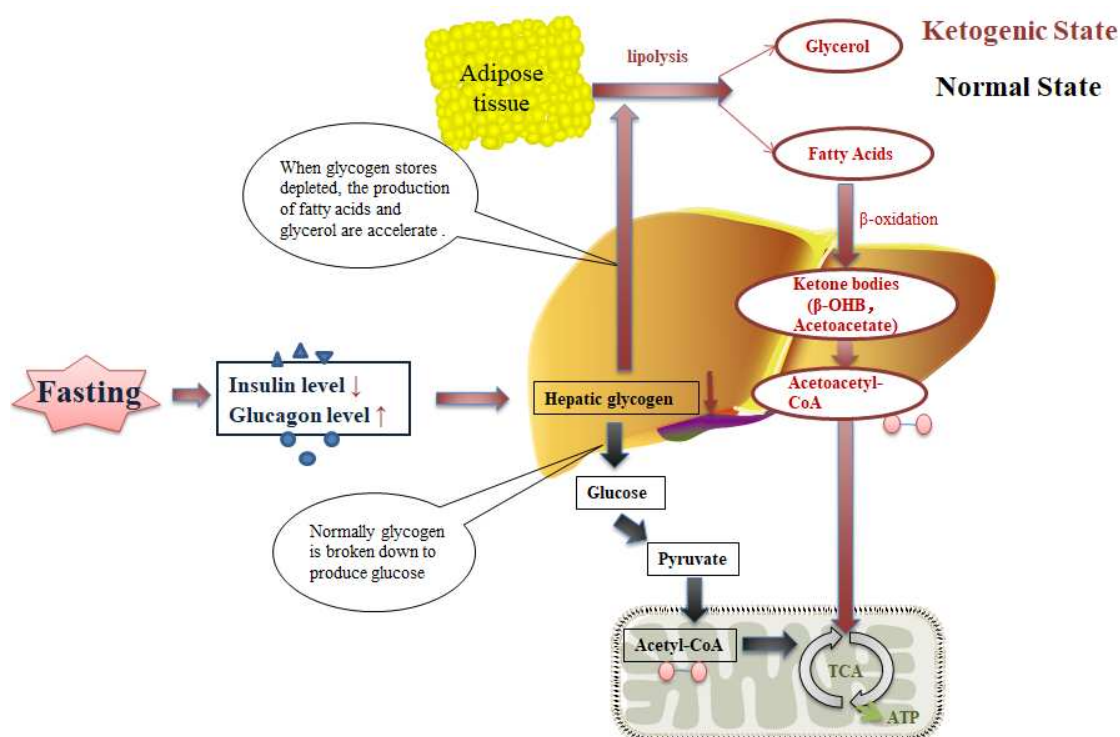 Ketogenic State
Normal State
Glycerol
lipolysis
Adipose
tissue
Fatty Acids
When glycogen stores
depleted, the production
of fatty acids and
glycerol are accelerate .
β-oxidation
Ketone bodies
(β-OHB,
Acetoacetate)
Fasting
Insulin level ↓
Glucagon level ↑
Hepatic glycogen
Acetoacetyl-
CoA
Glucose
Normally glycogen
is broken down to
produce glucose
Pyruvate
Acetyl-CoA
TCA
ATP